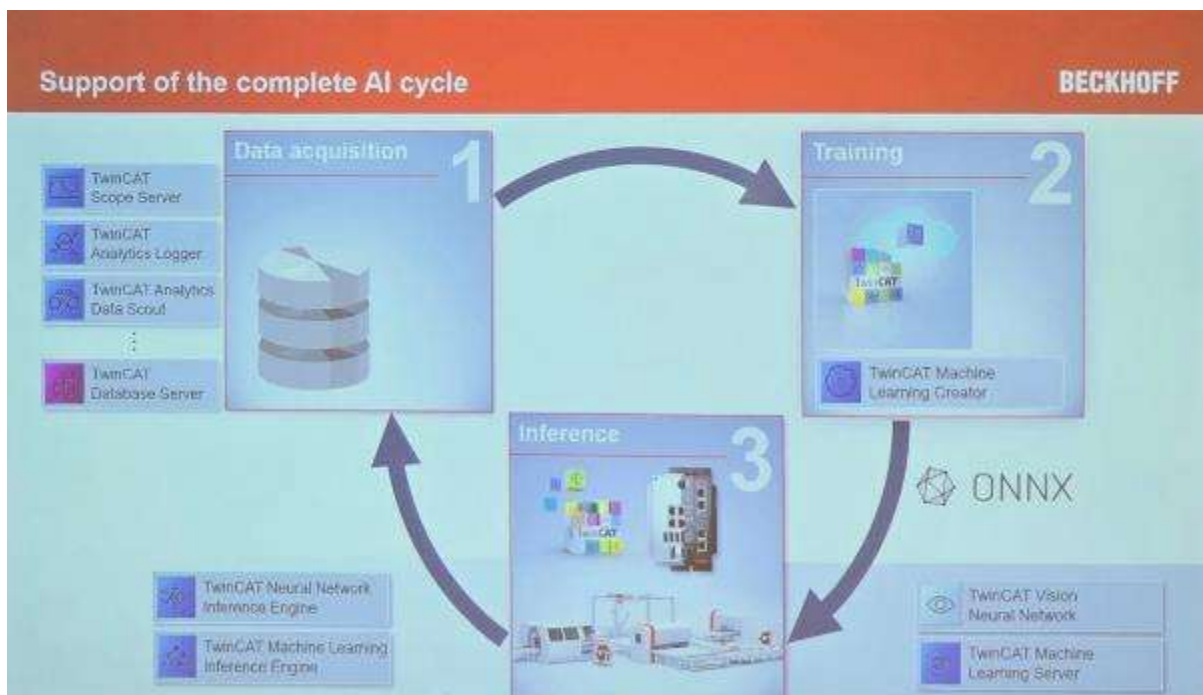 Support of the complete AI cycle
BECKHOFF
Data acquisition
1
TwinCAT
Scope Server
TwinCAT
Analytics Logger
TwinCAT Analytics
Data Scout
TwinCAT
Database Server
Training
2
TwinCAT
TwinCAT Machine
Learning Creator
ONNX
Inference
3
TwinCAT
TwinCAT Neural Network
Inference Engine
TwinCAT Machine Learning
Inference Engine
TwinCAT Vision
Neural Network
TwinCAT Machine
Learning Server